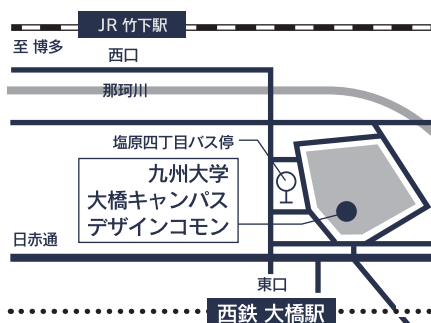 JR 竹下駅
至 博多
西口
那珂川
塩原四丁目バス停
九州大学
大橋キャンパス
デザインコモン
日赤通
東口
西鉄 大橋駅